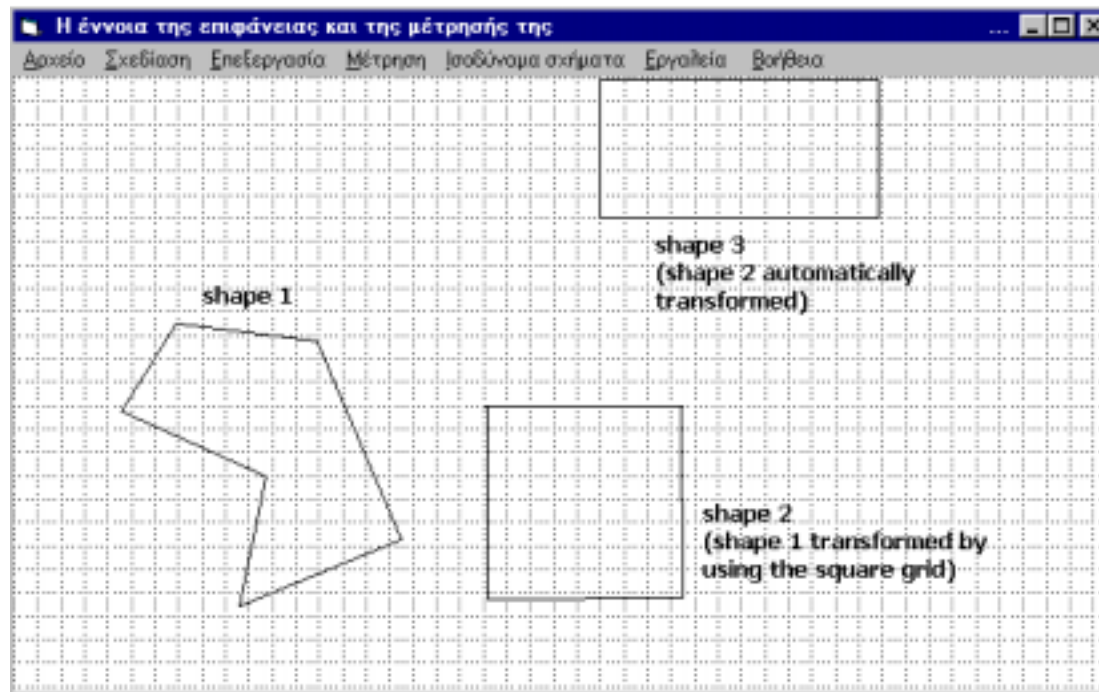 Η έννοια της επιφάνειας και της μέτρησής της ...
Αρχείο Σχεδίαση Επεξεργασία Μέτρηση Ισοδύναμα σχήματα Εργαλεία Βοήθεια
shape 3
(shape 2 automatically
transformed)
shape 1
shape 2
(shape 1 transformed by
using the square grid)